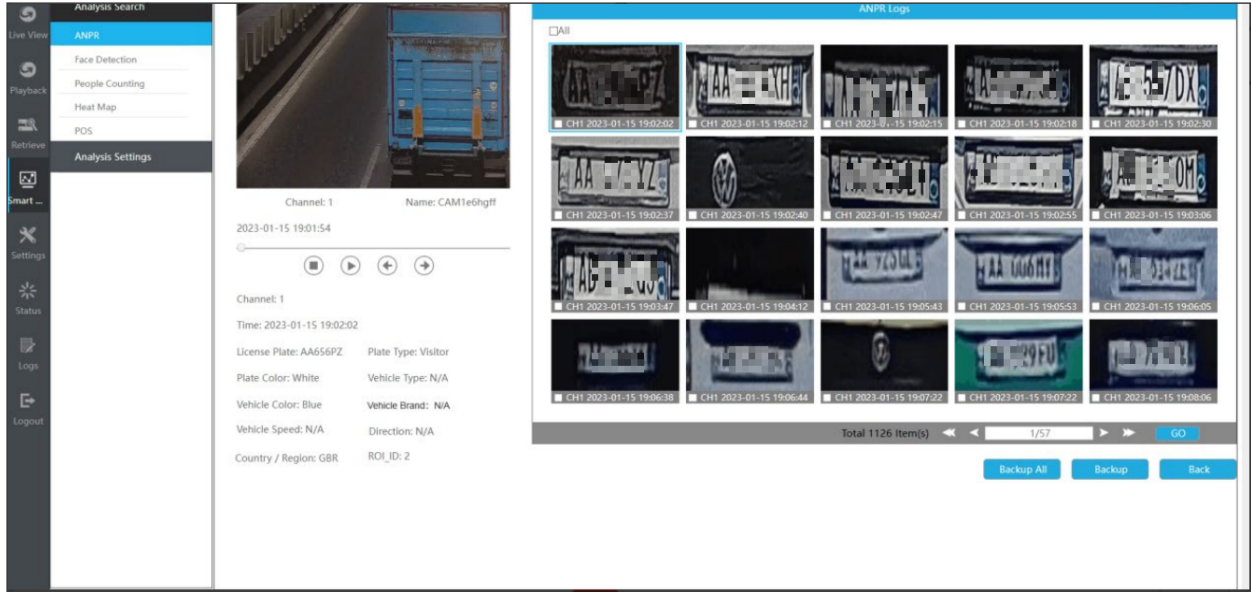 Analysis Search
Live View
ANPR
Face Detection
Playback
People Counting
Heat Map
POS
Retrieve
Analysis Settings
Smart ...
Settings
Status
Logs
Logout
Channel: 1 Name: CAM1e6hgff
2023-01-15 19:01:54
Channel: 1
Time: 2023-01-15 19:02:02
License Plate: AA656PZ Plate Type: Visitor
Plate Color: White Vehicle Type: N/A
Vehicle Color: Blue Vehicle Brand: N/A
Vehicle Speed: N/A Direction: N/A
Country / Region: GBR ROI_ID: 2
ANPR Logs
All
CH1 2023-01-15 19:02:02 CH1 2023-01-15 19:02:12 CH1 2023-01-15 19:02:15 CH1 2023-01-15 19:02:18 CH1 2023-01-15 19:02:30
CH1 2023-01-15 19:02:37 CH1 2023-01-15 19:02:40 CH1 2023-01-15 19:02:47 CH1 2023-01-15 19:02:55 CH1 2023-01-15 19:03:06
CH1 2023-01-15 19:03:47 CH1 2023-01-15 19:04:12 CH1 2023-01-15 19:05:43 CH1 2023-01-15 19:05:53 CH1 2023-01-15 19:06:05
CH1 2023-01-15 19:06:38 CH1 2023-01-15 19:06:44 CH1 2023-01-15 19:07:22 CH1 2023-01-15 19:07:22 CH1 2023-01-15 19:08:06
Total 1126 Item(s) 1/57 GO
Backup All Backup Back